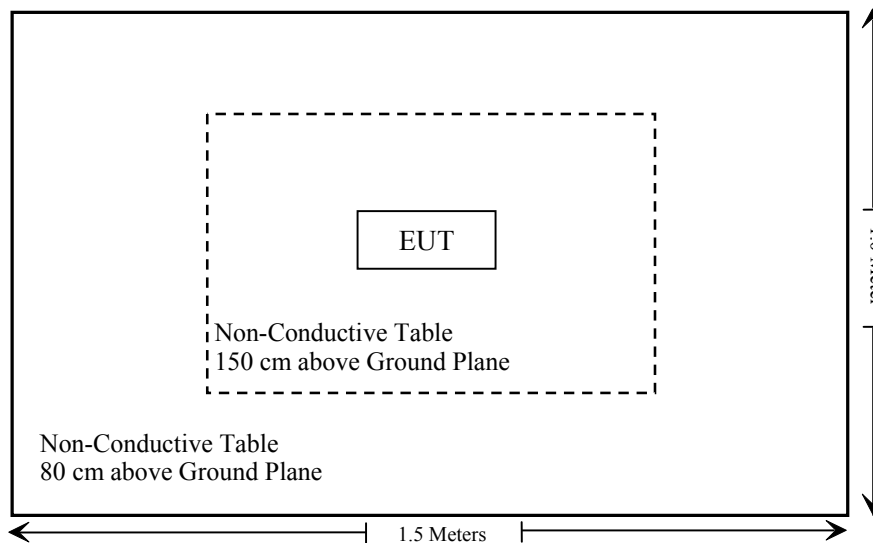 EUT
Non-Conductive Table
150 cm above Ground Plane
Non-Conductive Table
80 cm above Ground Plane
1.5 Meters